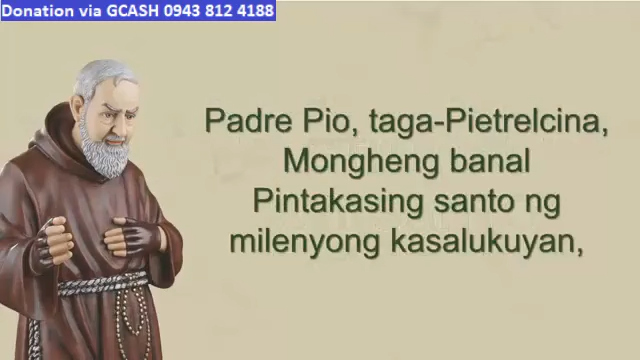 Donation via GCASH 0943 812 4188
Padre Pio, taga-Pietrelcina,
Mongheng banal
Pintakasing santo ng
milenyong kasalukuyan,